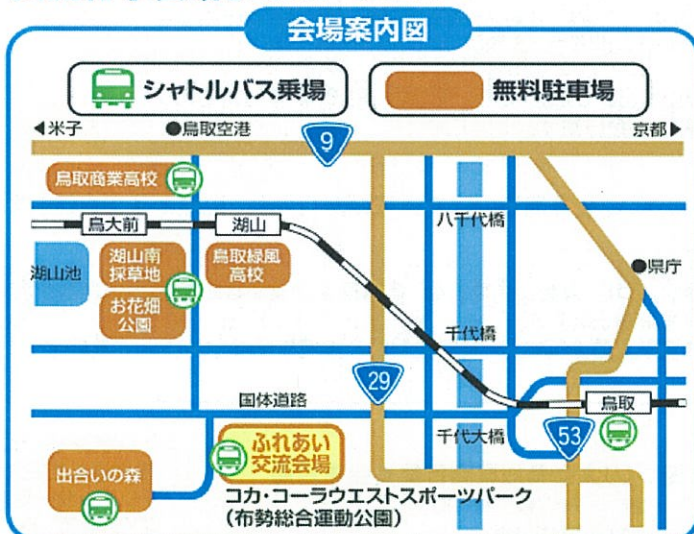 会場案内図
シャトルバス乗場
無料駐車場
◀米子
●鳥取空港
9
京都▶
鳥取商業高校
八千代橋
鳥大前
湖山
湖山池
湖山南
採草地
鳥取緑風
高校
●県庁
お花畑
公園
千代橋
29
国体道路
鳥取
千代大橋
53
ふれあい
交流会場
出合いの森
コカ・コーラウエストスポーツパーク
(布勢総合運動公園)